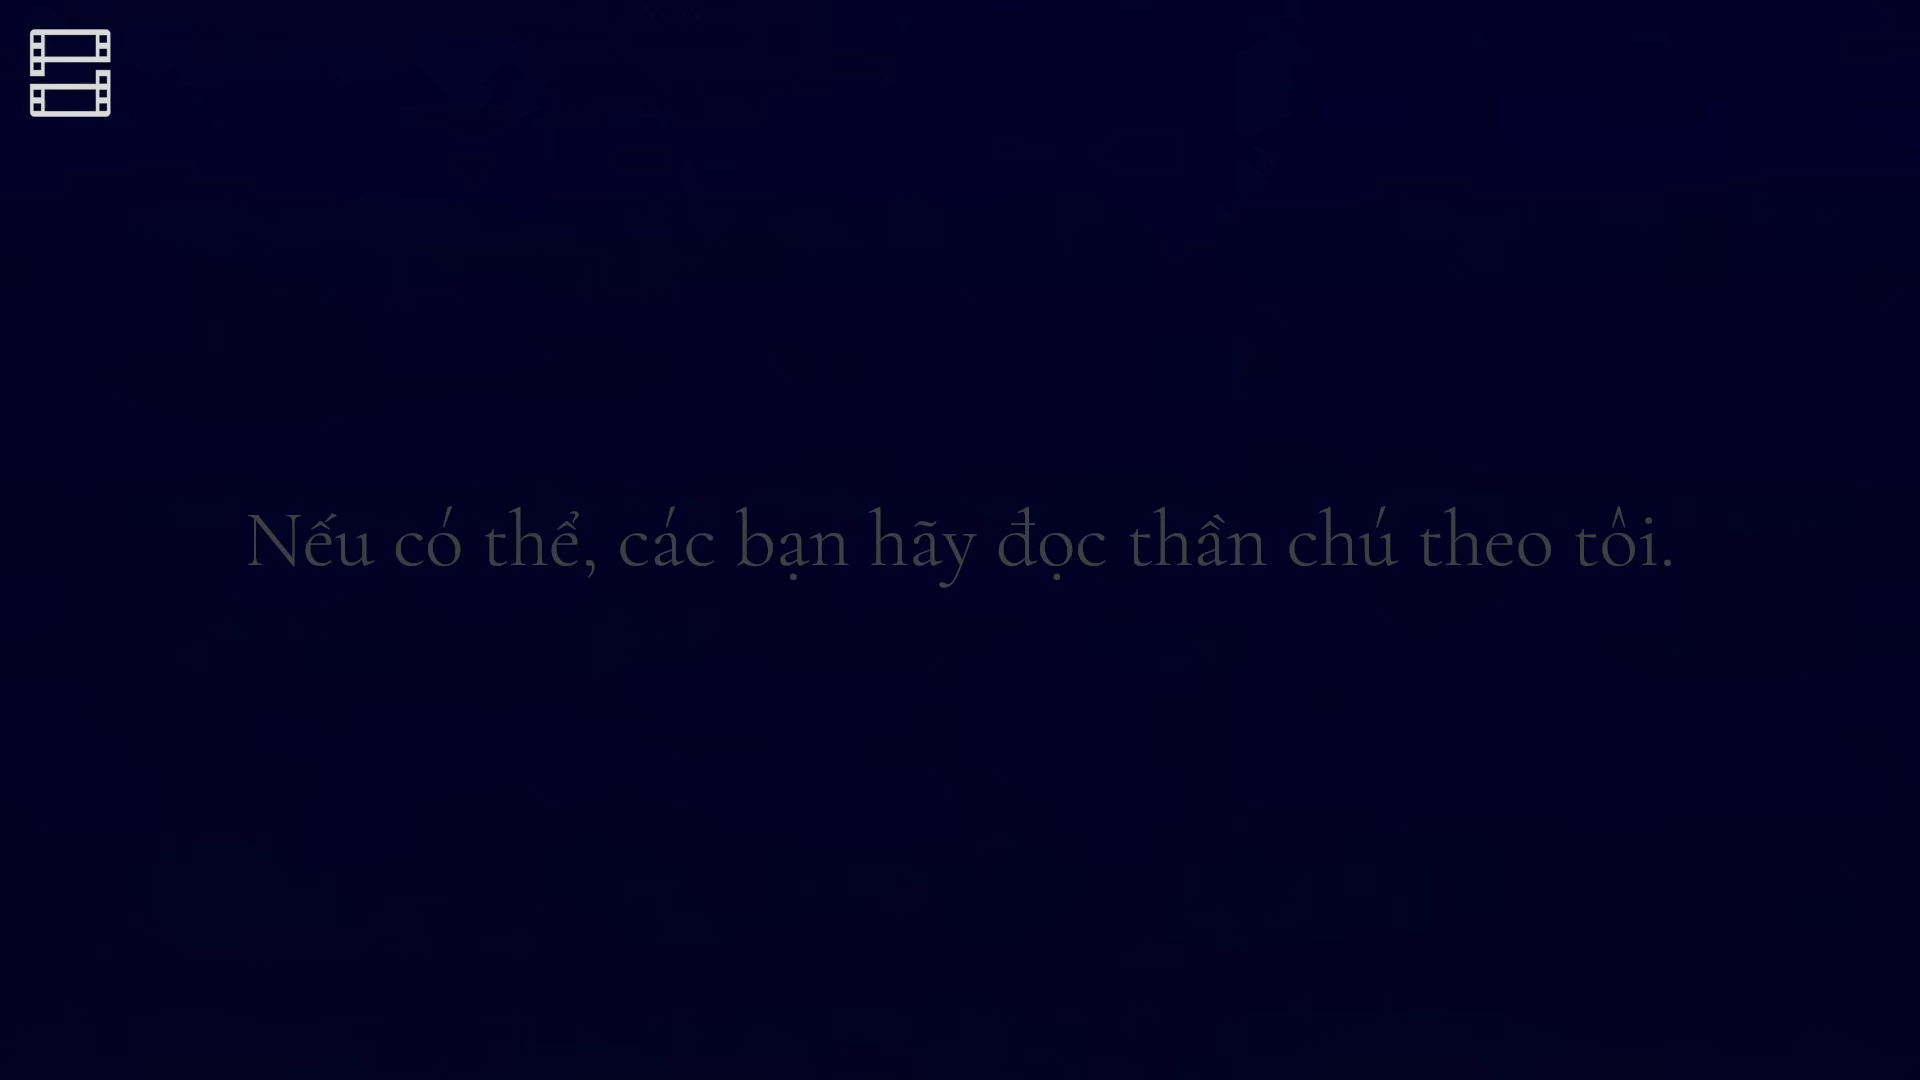 Nếu có thể, các bạn hãy đọc thần chú theo tôi.